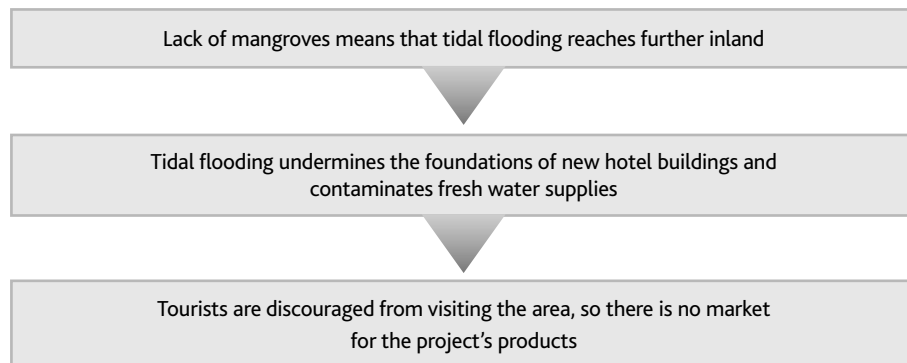 Lack of mangroves means that tidal flooding reaches further inland
Tidal flooding undermines the foundations of new hotel buildings and
contaminates fresh water supplies
Tourists are discouraged from visiting the area, so there is no market
for the project's products